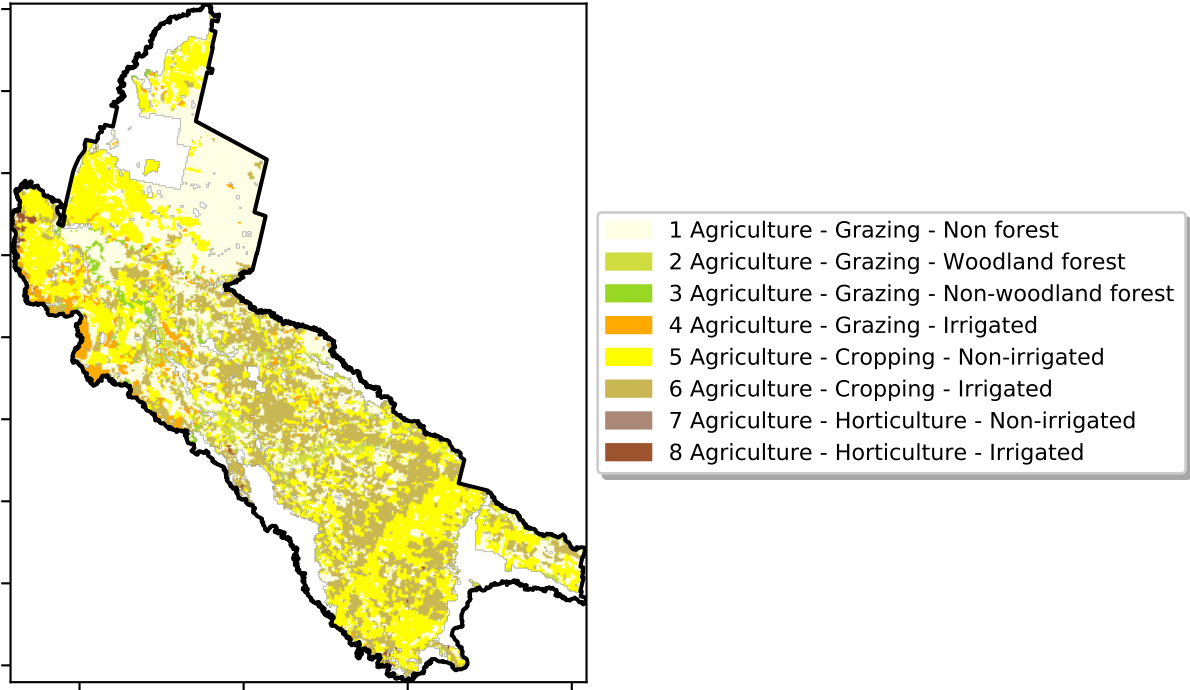 1 Agriculture - Grazing - Non forest
2 Agriculture - Grazing - Woodland forest
3 Agriculture - Grazing - Non-woodland forest
4 Agriculture - Grazing - Irrigated
5 Agriculture - Cropping - Non-irrigated
6 Agriculture - Cropping - Irrigated
7 Agriculture - Horticulture - Non-irrigated
8 Agriculture - Horticulture - Irrigated